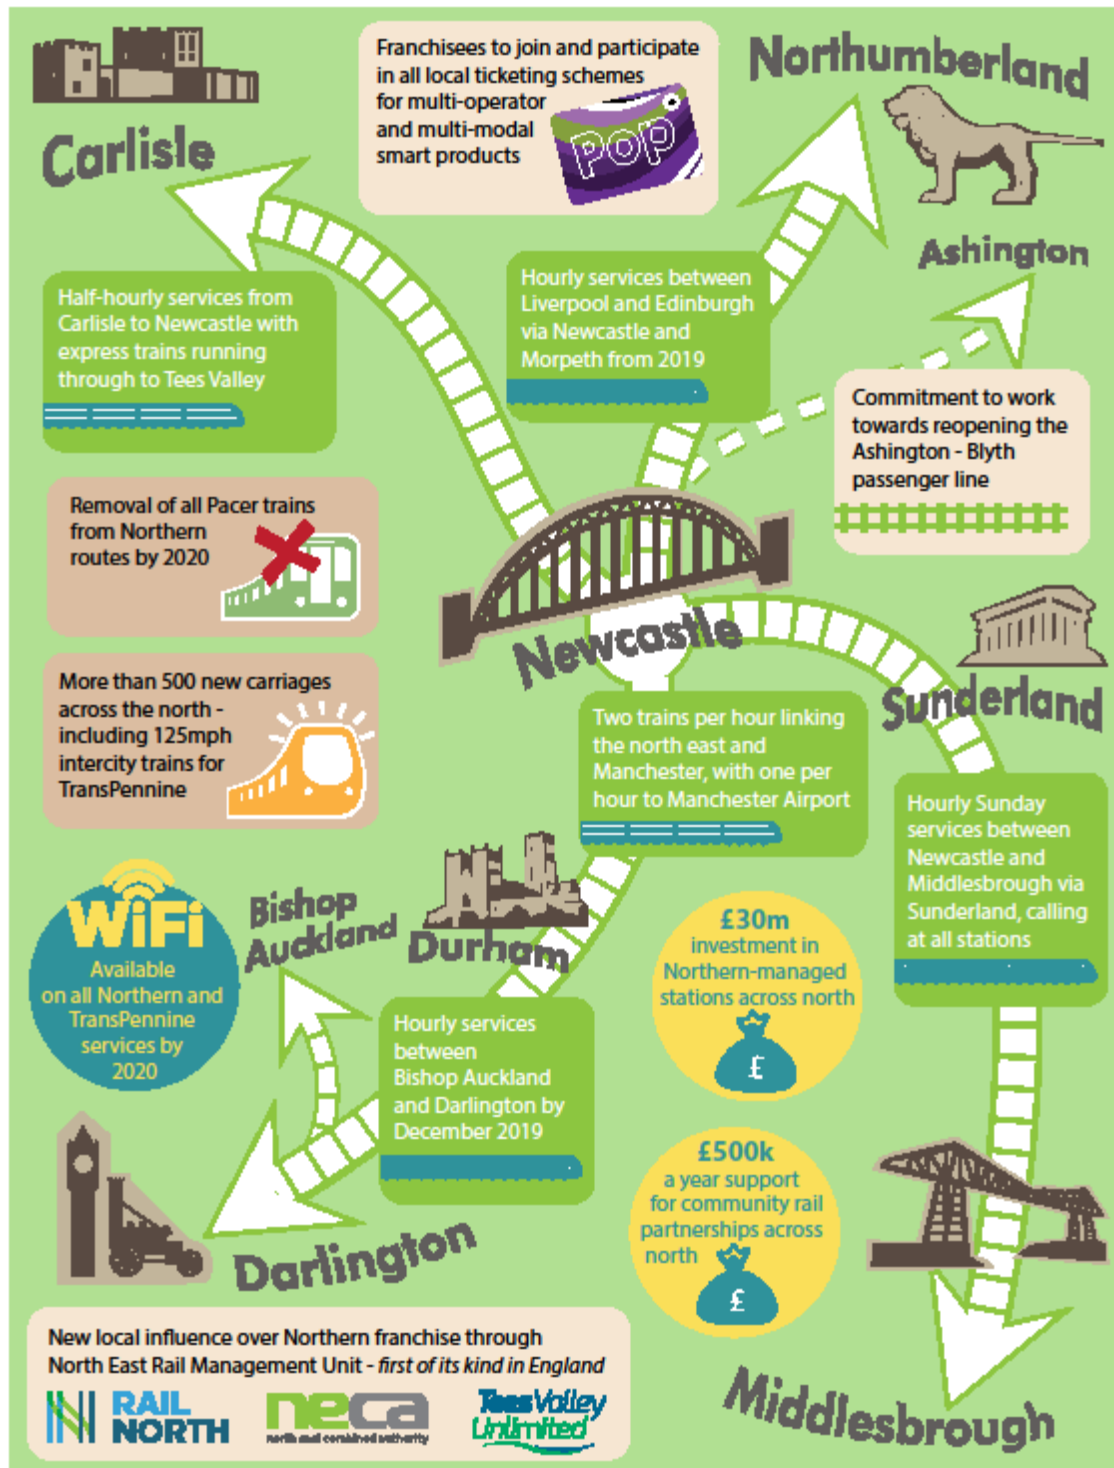 Carlisle
Franchisees to join and participate
in all local ticketing schemes
for multi-operator
and multi-modal
smart products
Pop
Northumberland
Ashington
Half-hourly services from
Carlisle to Newcastle with
express trains running
through to Tees Valley
Hourly services between
Liverpool and Edinburgh
via Newcastle and
Morpeth from 2019
Commitment to work
towards reopening the
Ashington - Blyth
passenger line
Removal of all Pacer trains
from Northern
routes by 2020
Newcastle
Sunderland
More than 500 new carriages
across the north -
including 125mph
intercity trains for
TransPennine
Two trains per hour linking
the north east and
Manchester, with one per
hour to Manchester Airport
Hourly Sunday
services between
Newcastle and
Middlesbrough via
Sunderland, calling
at all stations
WiFi
Available
on all Northern and
TransPennine
services by
2020
Bishop
Auckland
Durham
£30m
investment in
Northern-managed
stations across north
£
Hourly services
between
Bishop Auckland
and Darlington by
December 2019
£500k
a year support
for community rail
partnerships across
north
£
Darlington
Middlesbrough
New local influence over Northern franchise through
North East Rail Management Unit - first of its kind in England
RAIL
NORTH
neca
north east combined authority
Tees Valley
Unlimited